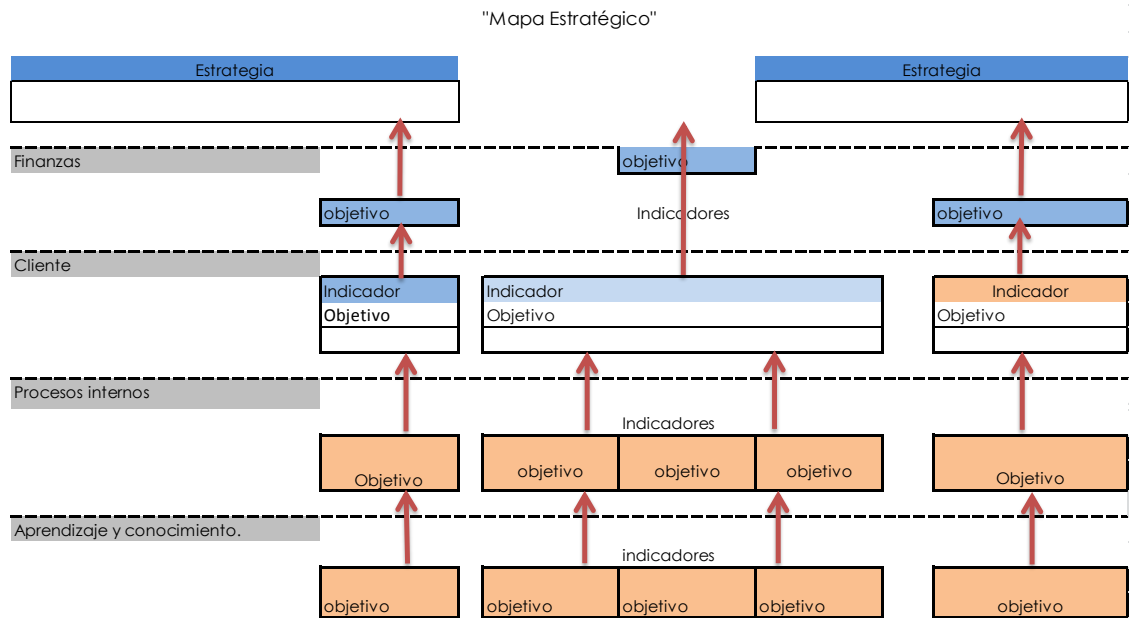 "Mapa Estratégico"
Estrategia Estrategia
Finanzas objetivo
objetivo Indicadores objetivo
Cliente
Indicador Indicador Indicador
Objetivo Objetivo Objetivo
Procesos internos
Indicadores
Objetivo objetivo objetivo objetivo Objetivo
Aprendizaje y conocimiento.
indicadores
objetivo objetivo objetivo objetivo objetivo